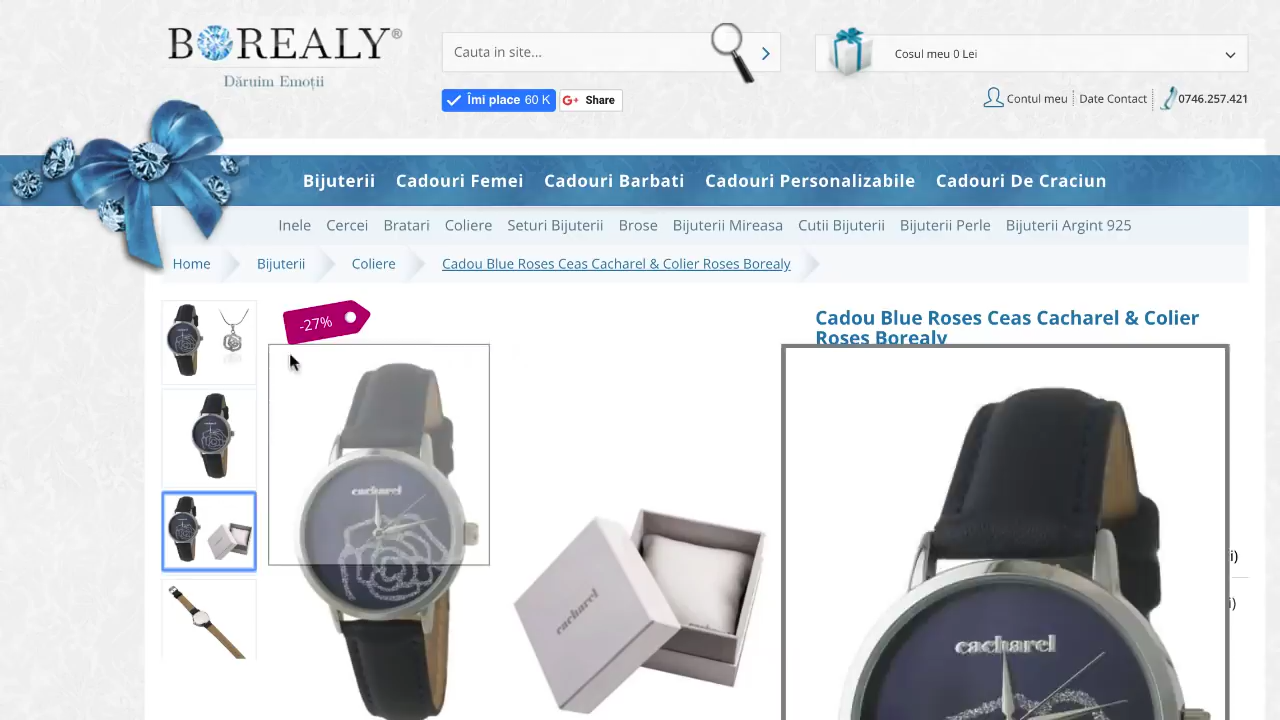 BOREALY®
Dăruim Emoții
Cauta in site...
Cosul meu 0 Lei
Îmi place 60 K
G+ Share
Contul meu
Date Contact
0746.257.421
Bijuterii
Cadouri Femei
Cadouri Barbati
Cadouri Personalizabile
Cadouri De Craciun
Inele
Cercei
Bratari
Coliere
Seturi Bijuterii
Brose
Bijuterii Mireasa
Cutii Bijuterii
Bijuterii Perle
Bijuterii Argint 925
Home
Bijuterii
Coliere
Cadou Blue Roses Ceas Cacharel & Colier Roses Borealy
-27%
Cadou Blue Roses Ceas Cacharel & Colier
Roses Borealy
cacharel
cacharel
cacharel
i)
i)